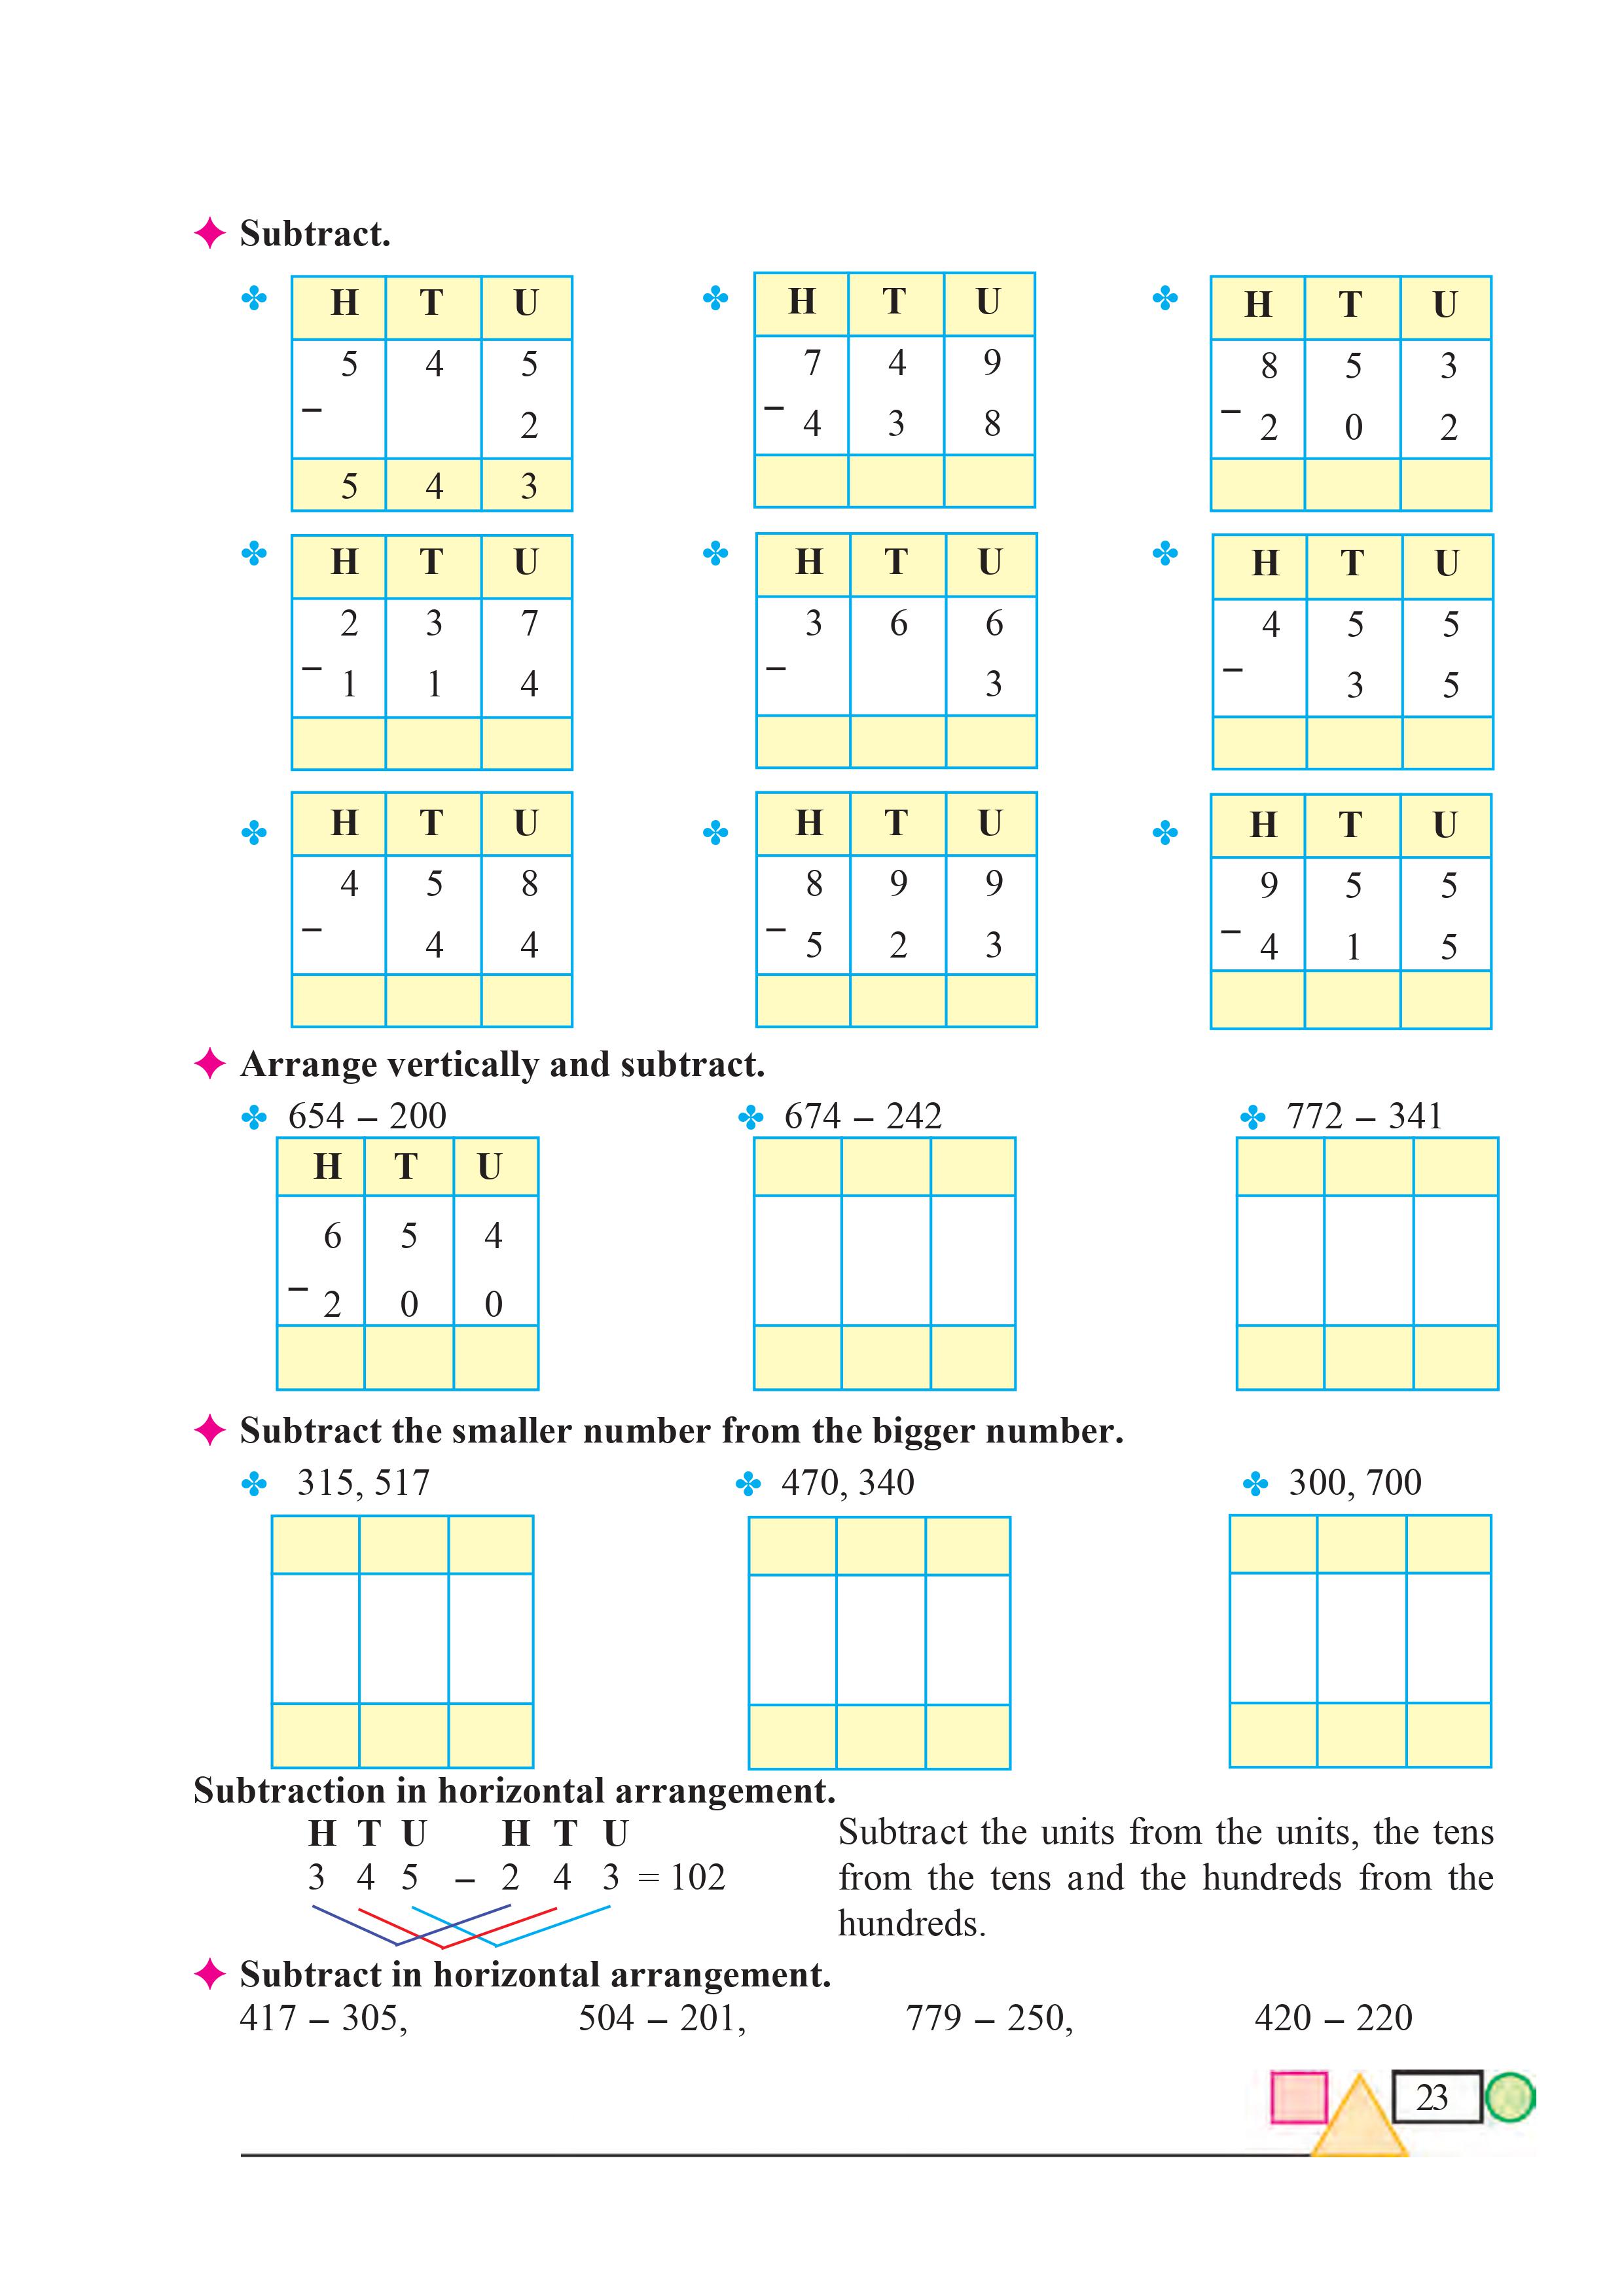 Subtract.
H T U H T U H T U
5 4 5 7 4 9 8 5 3
− 2 − 4 3 8 − 2 0 2
5 4 3
H T U H T U H T U
2 3 7 3 6 6 4 5 5
− 1 1 4 − 3 − 3 5
H T U H T U H T U
4 5 8 8 9 9 9 5 5
− 4 4 − 5 2 3 − 4 1 5
Arrange vertically and subtract.
654 − 200 674 − 242 772 − 341
H T U
6 5 4
− 2 0 0
Subtract the smaller number from the bigger number.
315, 517 470, 340 300, 700
Subtraction in horizontal arrangement.
H T U H T U
3 4 5 − 2 4 3 = 102
Subtract the units from the units, the tens
from the tens and the hundreds from the
hundreds.
Subtract in horizontal arrangement.
417 − 305, 504 − 201, 779 − 250, 420 − 220
23